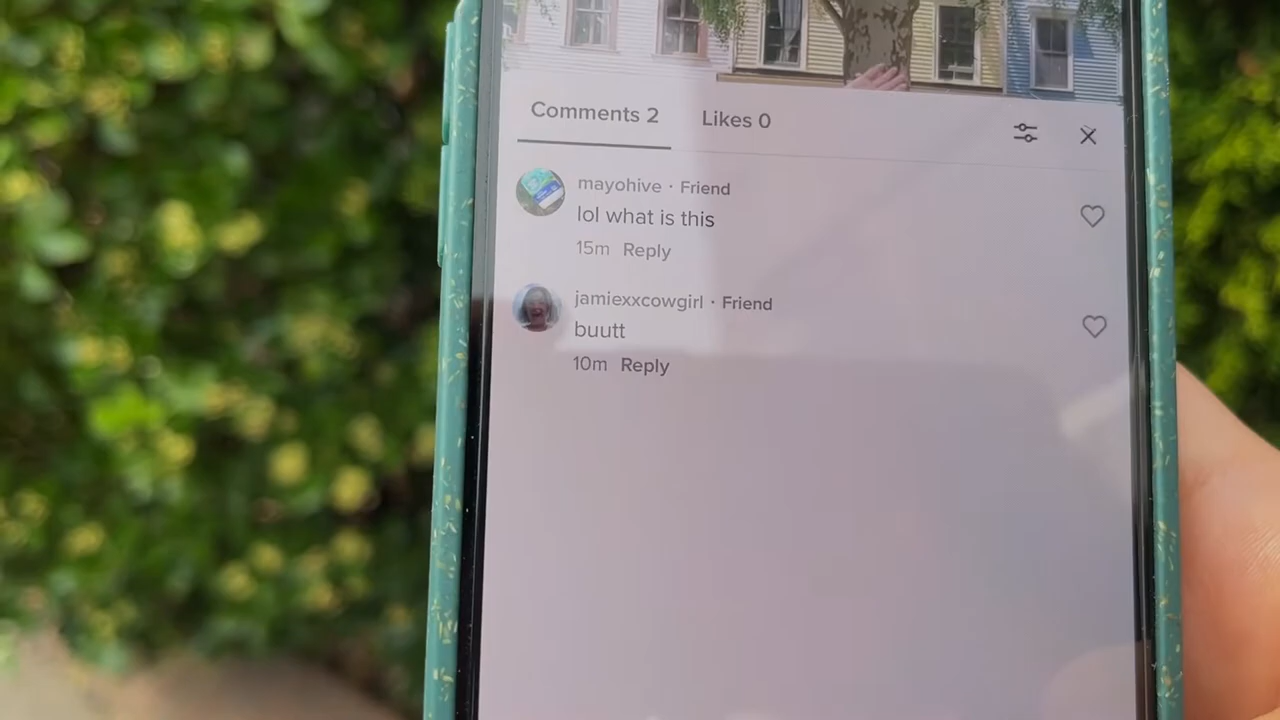 Comments 2
Likes 0
mayohive · Friend
lol what is this
15m Reply
jamiexxcowgirl · Friend
buutt
10m Reply